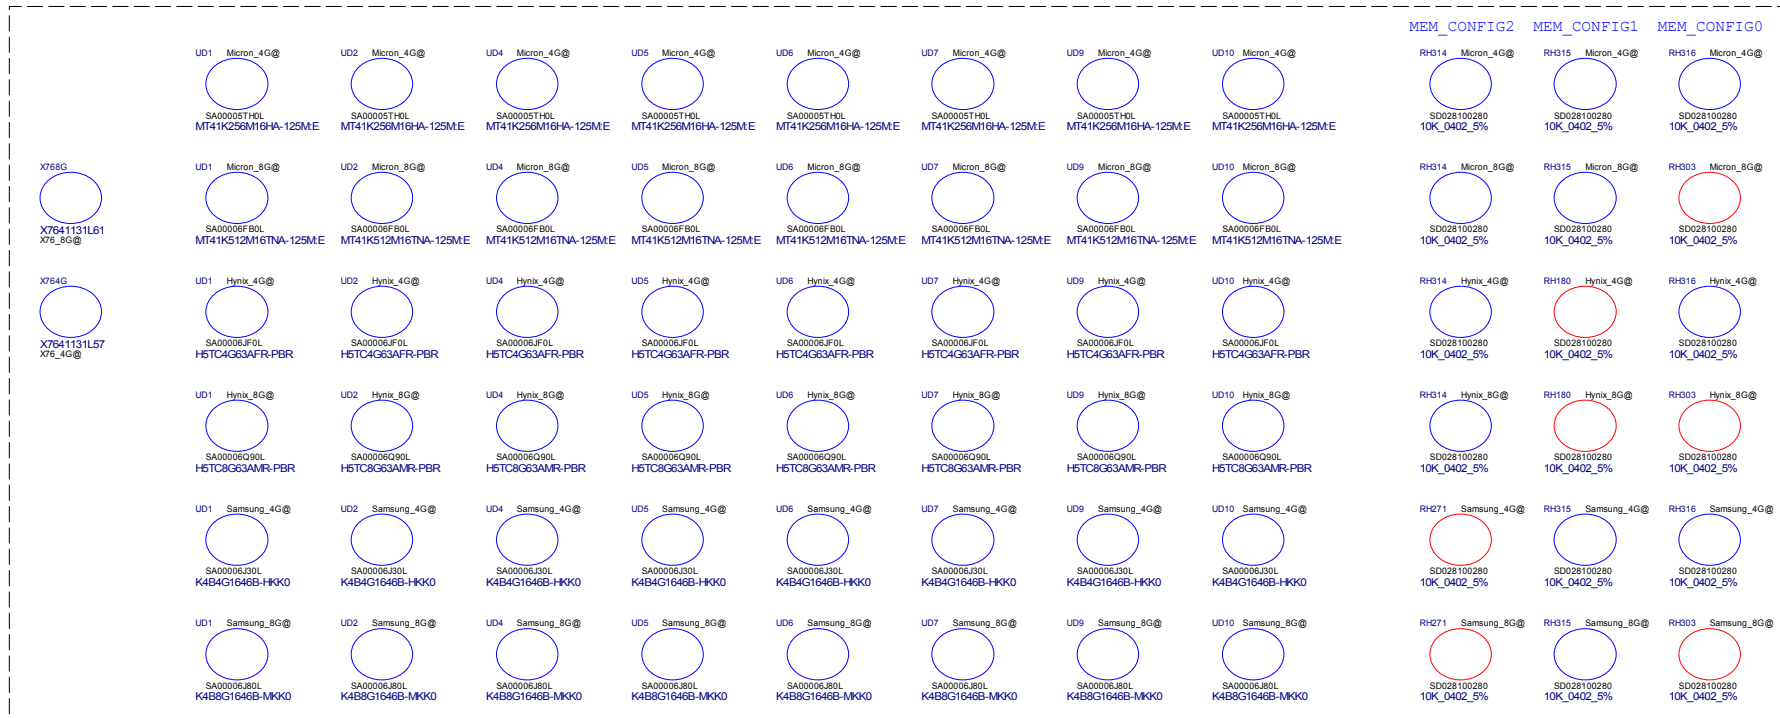 MEM_CONFIG2 MEM_CONFIG1 MEM_CONFIG0
UD1 Micron_4G@ UD2 Micron_4G@ UD4 Micron_4G@ UD5 Micron_4G@ UD6 Micron_4G@ UD7 Micron_4G@ UD9 Micron_4G@ UD10 Micron_4G@ RH314 Micron_4G@ RH315 Micron_4G@ RH316 Micron_4G@
SA00005TH0L SA00005TH0L SA00005TH0L SA00005TH0L SA00005TH0L SA00005TH0L SA00005TH0L SA00005TH0L SD028100280 SD028100280 SD028100280
MT41K256M16HA-125M:E MT41K256M16HA-125M:E MT41K256M16HA-125M:E MT41K256M16HA-125M:E MT41K256M16HA-125M:E MT41K256M16HA-125M:E MT41K256M16HA-125M:E MT41K256M16HA-125M:E 10K_0402_5% 10K_0402_5% 10K_0402_5%
X768G UD1 Micron_8G@ UD2 Micron_8G@ UD4 Micron_8G@ UD5 Micron_8G@ UD6 Micron_8G@ UD7 Micron_8G@ UD9 Micron_8G@ UD10 Micron_8G@ RH314 Micron_8G@ RH315 Micron_8G@ RH303 Micron_8G@
X7641131L61 SA00006FB0L SA00006FB0L SA00006FB0L SA00006FB0L SA00006FB0L SA00006FB0L SA00006FB0L SA00006FB0L SD028100280 SD028100280 SD028100280
X76_8G@ MT41K512M16TNA-125M:E MT41K512M16TNA-125M:E MT41K512M16TNA-125M:E MT41K512M16TNA-125M:E MT41K512M16TNA-125M:E MT41K512M16TNA-125M:E MT41K512M16TNA-125M:E MT41K512M16TNA-125M:E 10K_0402_5% 10K_0402_5% 10K_0402_5%
X764G UD1 Hynix_4G@ UD2 Hynix_4G@ UD4 Hynix_4G@ UD5 Hynix_4G@ UD6 Hynix_4G@ UD7 Hynix_4G@ UD9 Hynix_4G@ UD10 Hynix_4G@ RH314 Hynix_4G@ RH180 Hynix_4G@ RH316 Hynix_4G@
X7641131L57 SA00006JF0L SA00006JF0L SA00006JF0L SA00006JF0L SA00006JF0L SA00006JF0L SA00006JF0L SA00006JF0L SD028100280 SD028100280 SD028100280
X76_4G@ H5TC4G63AFR-PBR H5TC4G63AFR-PBR H5TC4G63AFR-PBR H5TC4G63AFR-PBR H5TC4G63AFR-PBR H5TC4G63AFR-PBR H5TC4G63AFR-PBR H5TC4G63AFR-PBR 10K_0402_5% 10K_0402_5% 10K_0402_5%
UD1 Hynix_8G@ UD2 Hynix_8G@ UD4 Hynix_8G@ UD5 Hynix_8G@ UD6 Hynix_8G@ UD7 Hynix_8G@ UD9 Hynix_8G@ UD10 Hynix_8G@ RH314 Hynix_8G@ RH180 Hynix_8G@ RH303 Hynix_8G@
SA00006Q90L SA00006Q90L SA00006Q90L SA00006Q90L SA00006Q90L SA00006Q90L SA00006Q90L SA00006Q90L SD028100280 SD028100280 SD028100280
H5TC8G63AMR-PBR H5TC8G63AMR-PBR H5TC8G63AMR-PBR H5TC8G63AMR-PBR H5TC8G63AMR-PBR H5TC8G63AMR-PBR H5TC8G63AMR-PBR H5TC8G63AMR-PBR 10K_0402_5% 10K_0402_5% 10K_0402_5%
UD1 Samsung_4G@ UD2 Samsung_4G@ UD4 Samsung_4G@ UD5 Samsung_4G@ UD6 Samsung_4G@ UD7 Samsung_4G@ UD9 Samsung_4G@ UD10 Samsung_4G@ RH271 Samsung_4G@ RH315 Samsung_4G@ RH316 Samsung_4G@
SA00006J30L SA00006J30L SA00006J30L SA00006J30L SA00006J30L SA00006J30L SA00006J30L SA00006J30L SD028100280 SD028100280 SD028100280
K4B4G1646B-HKK0 K4B4G1646B-HKK0 K4B4G1646B-HKK0 K4B4G1646B-HKK0 K4B4G1646B-HKK0 K4B4G1646B-HKK0 K4B4G1646B-HKK0 K4B4G1646B-HKK0 10K_0402_5% 10K_0402_5% 10K_0402_5%
UD1 Samsung_8G@ UD2 Samsung_8G@ UD4 Samsung_8G@ UD5 Samsung_8G@ UD6 Samsung_8G@ UD7 Samsung_8G@ UD9 Samsung_8G@ UD10 Samsung_8G@ RH271 Samsung_8G@ RH315 Samsung_8G@ RH303 Samsung_8G@
SA00006J80L SA00006J80L SA00006J80L SA00006J80L SA00006J80L SA00006J80L SA00006J80L SA00006J80L SD028100280 SD028100280 SD028100280
K4B8G1646B-MKK0 K4B8G1646B-MKK0 K4B8G1646B-MKK0 K4B8G1646B-MKK0 K4B8G1646B-MKK0 K4B8G1646B-MKK0 K4B8G1646B-MKK0 K4B8G1646B-MKK0 10K_0402_5% 10K_0402_5% 10K_0402_5%